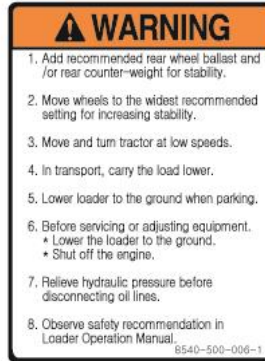 WARNING
1. Add recommended rear wheel ballast and
/or rear counter-weight for stability.
2. Move wheels to the widest recommended
setting for increasing stability.
3. Move and turn tractor at low speeds.
4. In transport, carry the load lower.
5. Lower loader to the ground when parking.
6. Before servicing or adjusting equipment.
* Lower the loader to the ground.
* Shut off the engine.
7. Relieve hydraulic pressure before
disconnecting oil lines.
8. Observe safety recommendation in
Loader Operation Manual.
8540-500-006-1